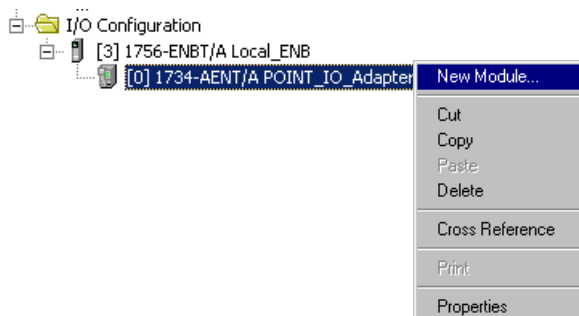 I/O Configuration
[3] 1756-ENBT/A Local_ENB
[0] 1734-AENT/A POINT_IO_Adapter
New Module...
Cut
Copy
Paste
Delete
Cross Reference
Print
Properties